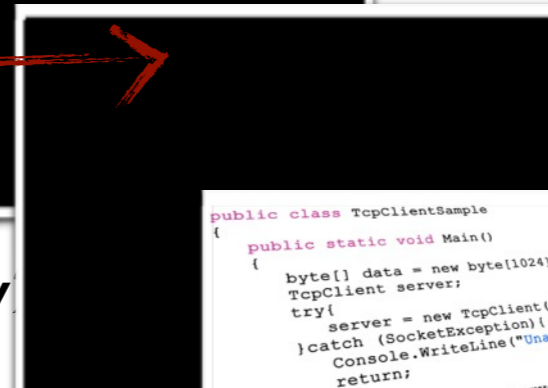 public class TcpClientSample
{
public static void Main()
{
byte[] data = new byte[1024]
TcpClient server;
try{
server = new TcpClient(
}catch (SocketException){
Console.WriteLine("Una
return;